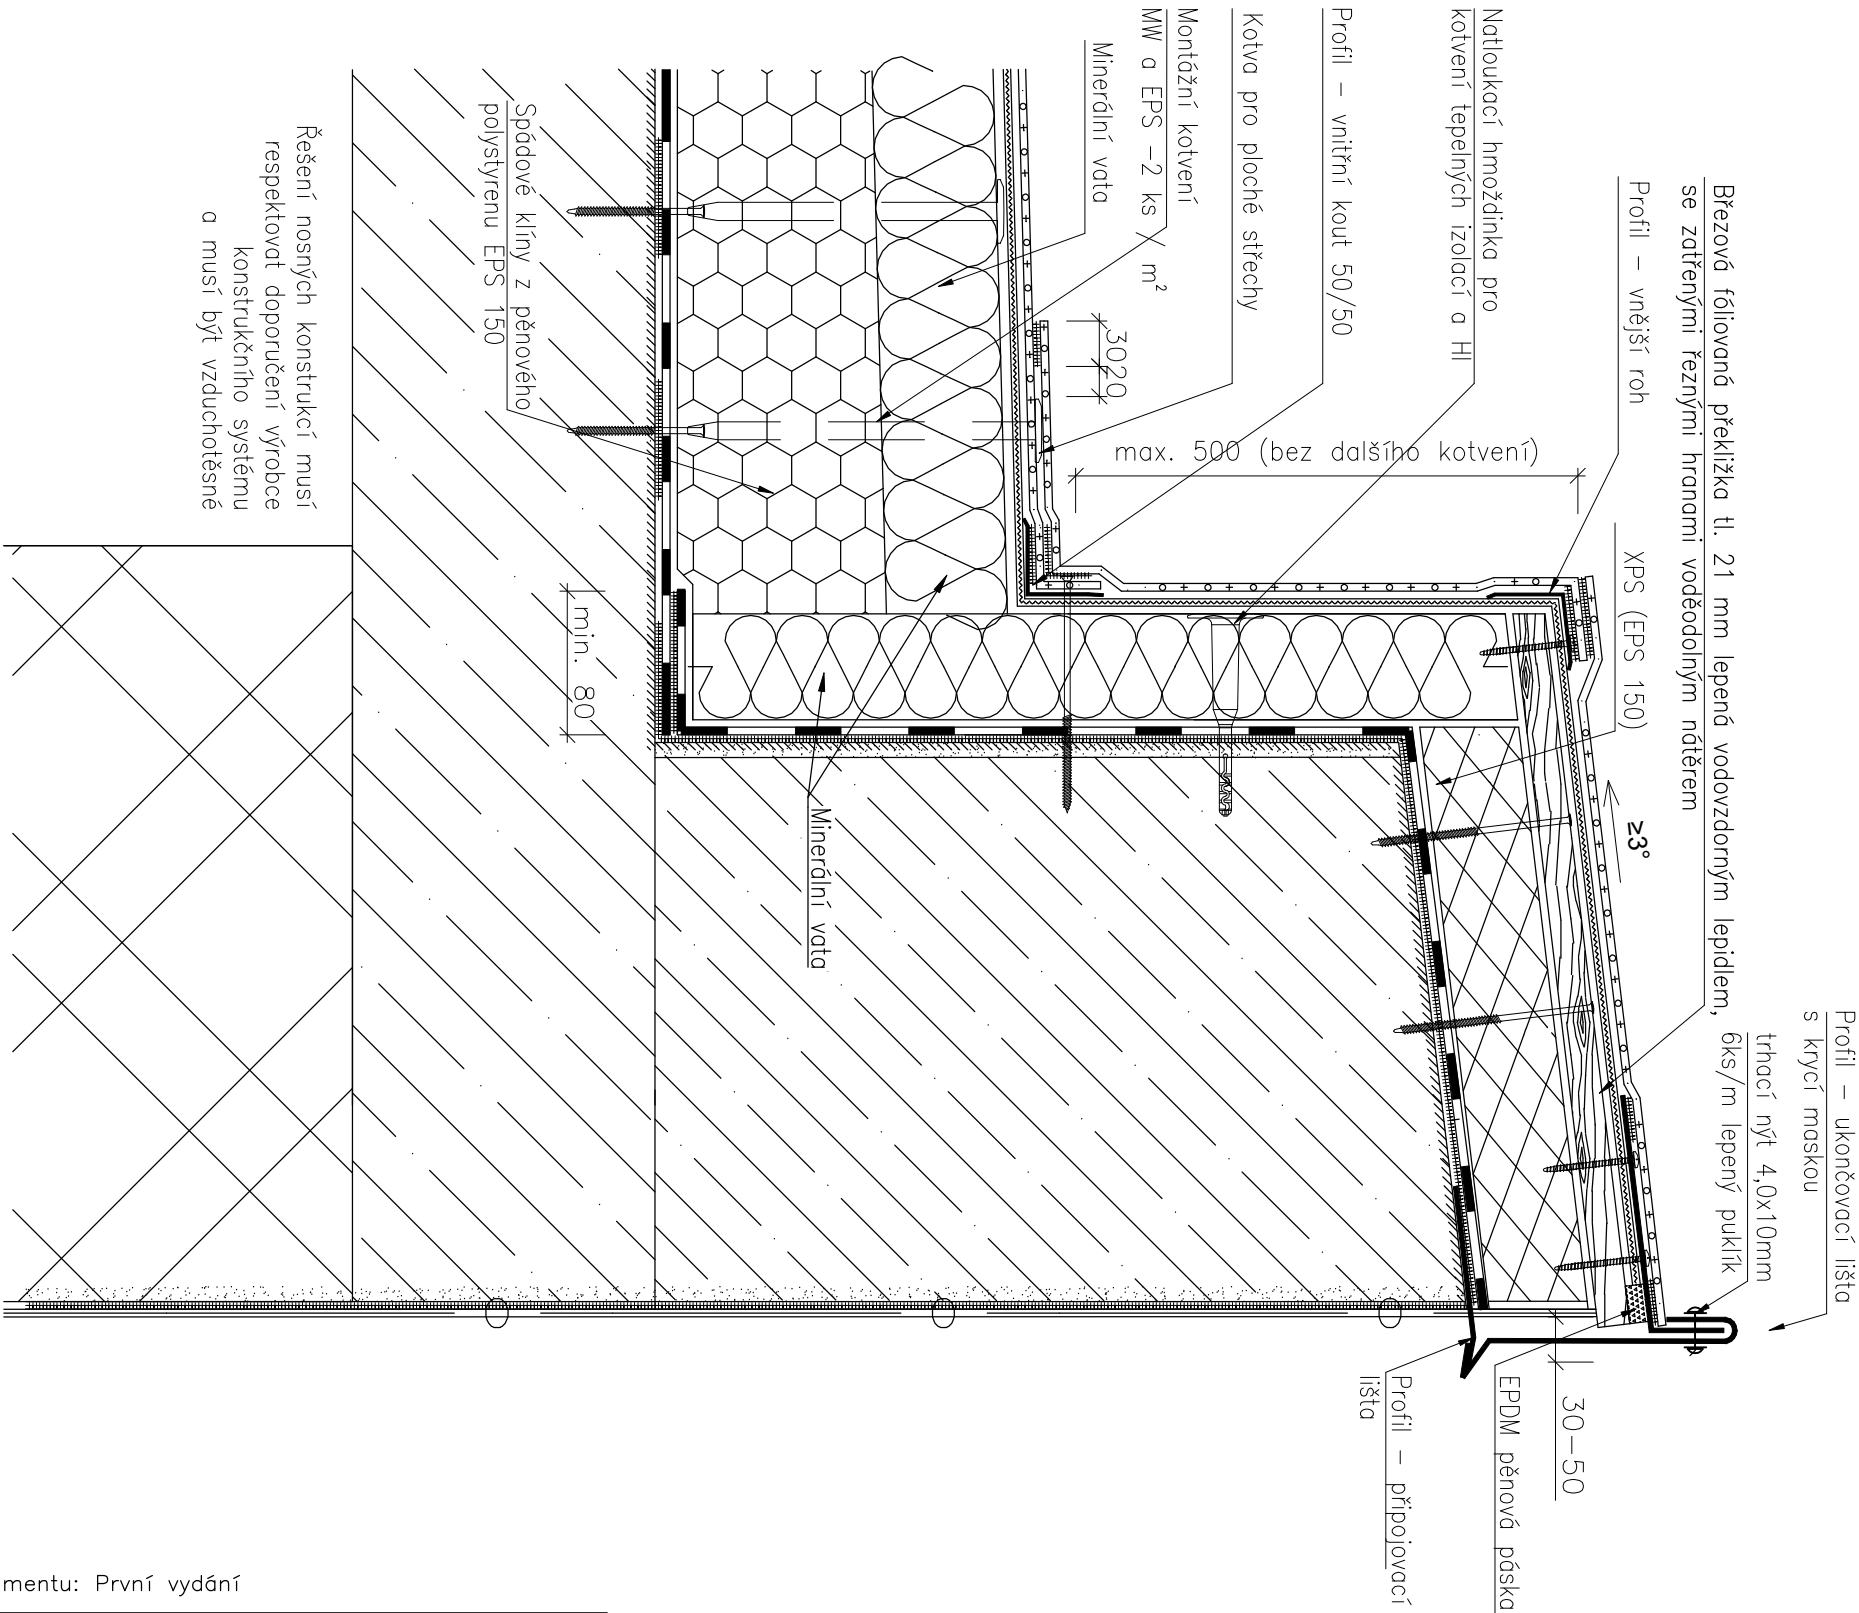 Profil – ukončovací lišta
s krycí maskou
trhací nýt 4,0x10mm
6ks/m lepený puklík
Březová fóliovaná překližka tl. 21 mm lepená vodovzdorným lepidlem,
se zatřenými řeznými hranami voděodolným nátěrem
Profil – vnější roh
XPS (EPS 150)
≥3°
Natloukací hmoždinka pro
kotvení tepelných izolací a HI
Profil – vnitřní kout 50/50
Kotva pro ploché střechy
Montážní kotvení
MW a EPS –2 ks / m²
Minerální vata
3020
max. 500 (bez dalšího kotvení)
30–50
EPDM pěnová páska
Profil – připojovací
lišta
Minerální vata
min. 80
Spádové klíny z pěnového
polystyrenu EPS 150
Řešení nosných konstrukcí musí
respektovat doporučení výrobce
konstrukčního systému
a musí být vzduchotěsné
mentu: První vydání